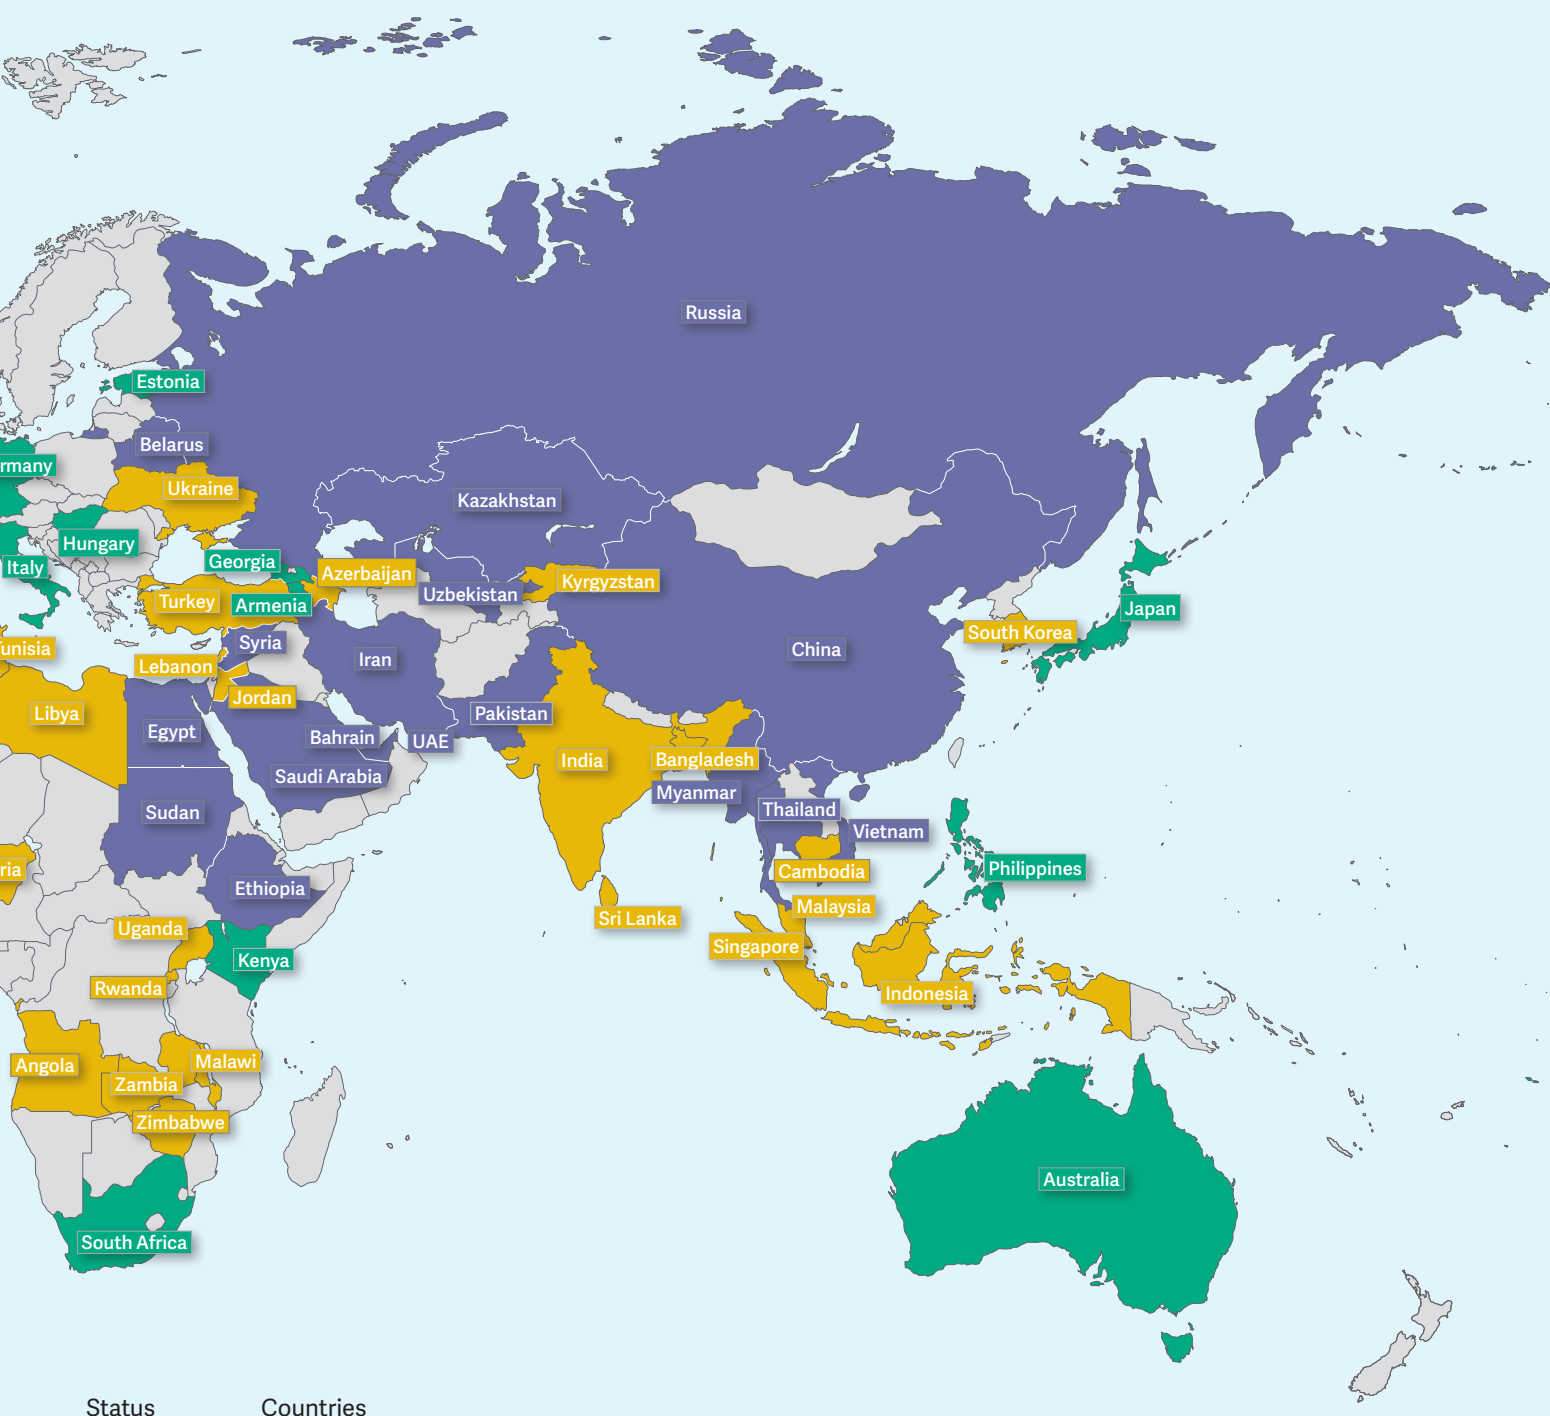 Russia
Estonia
Belarus
rmany
Ukraine
Kazakhstan
Hungary
Georgia
Italy
Azerbaijan
Kyrgyzstan
Uzbekistan
Turkey
Armenia
Japan
South Korea
Syria
Tunisia
China
Iran
Lebanon
Jordan
Libya
Pakistan
Egypt
Bahrain
UAE
India
Bangladesh
Saudi Arabia
Myanmar
Sudan
Thailand
Vietnam
ria
Cambodia
Philippines
Ethiopia
Malaysia
Sri Lanka
Uganda
Singapore
Kenya
Rwanda
Indonesia
Angola
Malawi
Zambia
Zimbabwe
Australia
South Africa
Status Countries